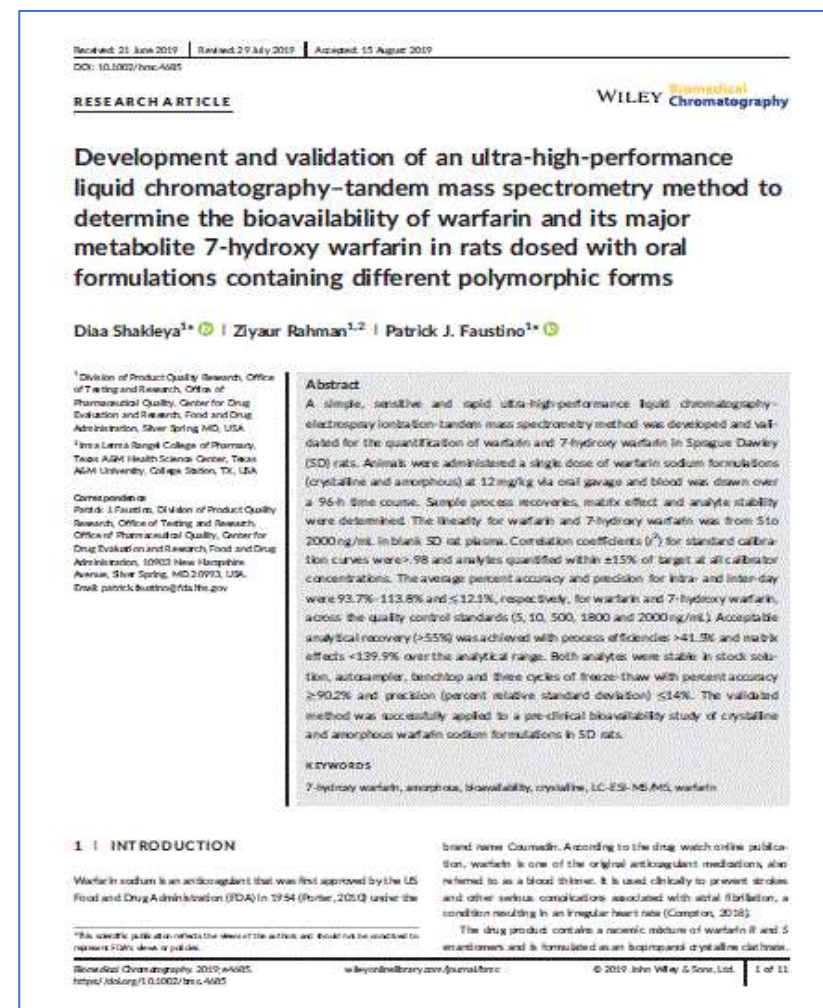 Received: 21 June 2019 | Revised: 29 July 2019 | Accepted: 15 August 2019
DOI: 10.1002/bmc.4685
RESEARCH ARTICLE
WILEY Biomedical Chromatography
Development and validation of an ultra-high-performance
liquid chromatography–tandem mass spectrometry method to
determine the bioavailability of warfarin and its major
metabolite 7-hydroxy warfarin in rats dosed with oral
formulations containing different polymorphic forms
Diaa Shakleya¹* | Ziyaur Rahman¹,² | Patrick J. Faustino¹*
¹Division of Product Quality Research, Office
of Testing and Research, Office of
Pharmaceutical Quality, Center for Drug
Evaluation and Research, Food and Drug
Administration, Silver Spring, MD, USA
²Irma Lerma Rangel College of Pharmacy,
Texas A&M Health Science Center, Texas
A&M University, College Station, TX, USA
Correspondence
Patrick J. Faustino, Division of Product Quality
Research, Office of Testing and Research,
Office of Pharmaceutical Quality, Center for
Drug Evaluation and Research, Food and Drug
Administration, 10903 New Hampshire
Avenue, Silver Spring, MD 20993, USA.
Email: patrick.faustino@fda.hhs.gov
Abstract
A simple, sensitive and rapid ultra-high-performance liquid chromatography–
electrospray ionization–tandem mass spectrometry method was developed and vali-
dated for the quantification of warfarin and 7-hydroxy warfarin in Sprague Dawley
(SD) rats. Animals were administered a single dose of warfarin sodium formulations
(crystalline and amorphous) at 12 mg/kg via oral gavage and blood was drawn over
a 96-h time course. Sample process recoveries, matrix effect and analyte stability
were determined. The linearity for warfarin and 7-hydroxy warfarin was from 5 to
2000 ng/mL in blank SD rat plasma. Correlation coefficients (r²) for standard calibra-
tion curves were >.98 and analytes quantified within ±15% of target at all calibrator
concentrations. The average percent accuracy and precision for intra- and inter-day
were 93.7%–113.8% and ≤12.1%, respectively, for warfarin and 7-hydroxy warfarin,
across the quality control standards (5, 10, 500, 1800 and 2000 ng/mL). Acceptable
analytical recovery (>55%) was achieved with process efficiencies >41.5% and matrix
effects <139.9% over the analytical range. Both analytes were stable in stock solu-
tion, autosampler, benchtop and three cycles of freeze–thaw with percent accuracy
≥90.2% and precision (percent relative standard deviation) ≤14%. The validated
method was successfully applied to a pre-clinical bioavailability study of crystalline
and amorphous warfarin sodium formulations in SD rats.
KEYWORDS
7-hydroxy warfarin, amorphous, bioavailability, crystalline, LC-ESI-MS/MS, warfarin
1 | INTRODUCTION
Warfarin sodium is an anticoagulant that was first approved by the US
Food and Drug Administration (FDA) in 1954 (Porter, 2010) under the
*This scientific publication reflects the views of the authors and should not be construed to
represent FDA's views or policies.
brand name Coumadin. According to the drug watch online publica-
tion, warfarin is one of the original anticoagulant medications, also
referred to as a blood thinner. It is used clinically to prevent strokes
and other serious complications associated with atrial fibrillation, a
condition resulting in an irregular heart rate (Compton, 2018).
The drug product contains a racemic mixture of warfarin R and S
enantiomers and is formulated as an isopropanol crystalline clathrate.
Biomedical Chromatography. 2019;e4685.
https://doi.org/10.1002/bmc.4685
wileyonlinelibrary.com/journal/bmc
© 2019 John Wiley & Sons, Ltd. | 1 of 11